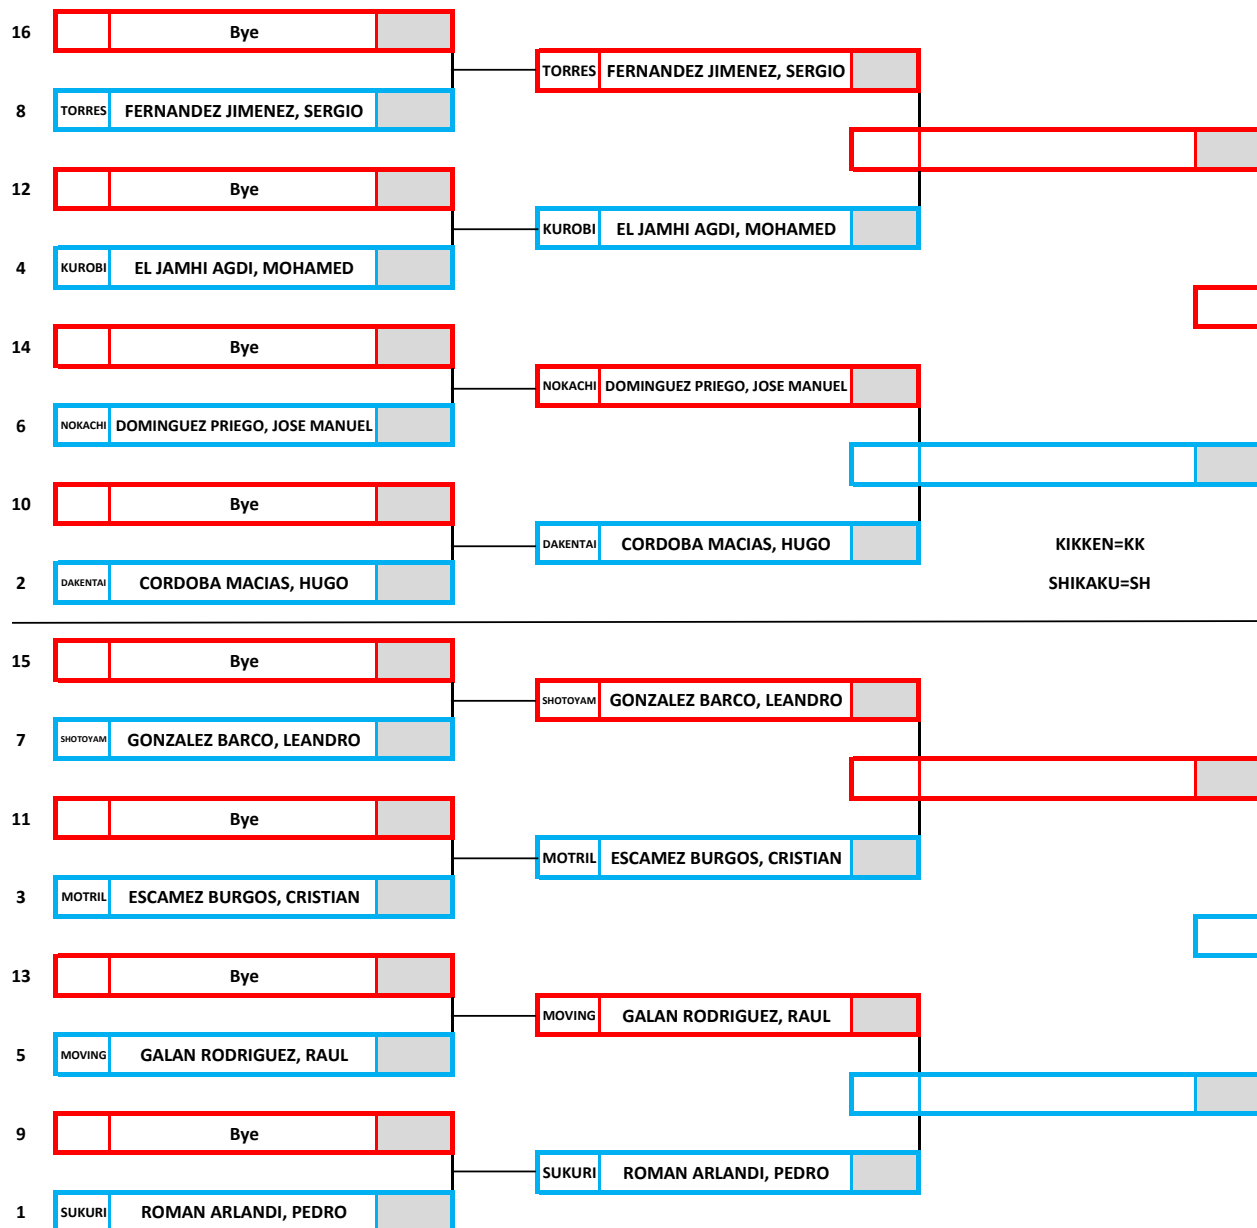 16 Bye
TORRES FERNANDEZ JIMENEZ, SERGIO
8 TORRES FERNANDEZ JIMENEZ, SERGIO
12 Bye
KUROBI EL JAMHI AGDI, MOHAMED
4 KUROBI EL JAMHI AGDI, MOHAMED
14 Bye
NOKACHI DOMINGUEZ PRIEGO, JOSE MANUEL
6 NOKACHI DOMINGUEZ PRIEGO, JOSE MANUEL
10 Bye
DAKENTAI CORDOBA MACIAS, HUGO
KIKKEN=KK
2 DAKENTAI CORDOBA MACIAS, HUGO
SHIKAKU=SH
15 Bye
SHOTOYAM GONZALEZ BARCO, LEANDRO
7 SHOTOYAM GONZALEZ BARCO, LEANDRO
11 Bye
MOTRIL ESCAMEZ BURGOS, CRISTIAN
3 MOTRIL ESCAMEZ BURGOS, CRISTIAN
13 Bye
MOVING GALAN RODRIGUEZ, RAUL
5 MOVING GALAN RODRIGUEZ, RAUL
9 Bye
SUKURI ROMAN ARLANDI, PEDRO
1 SUKURI ROMAN ARLANDI, PEDRO